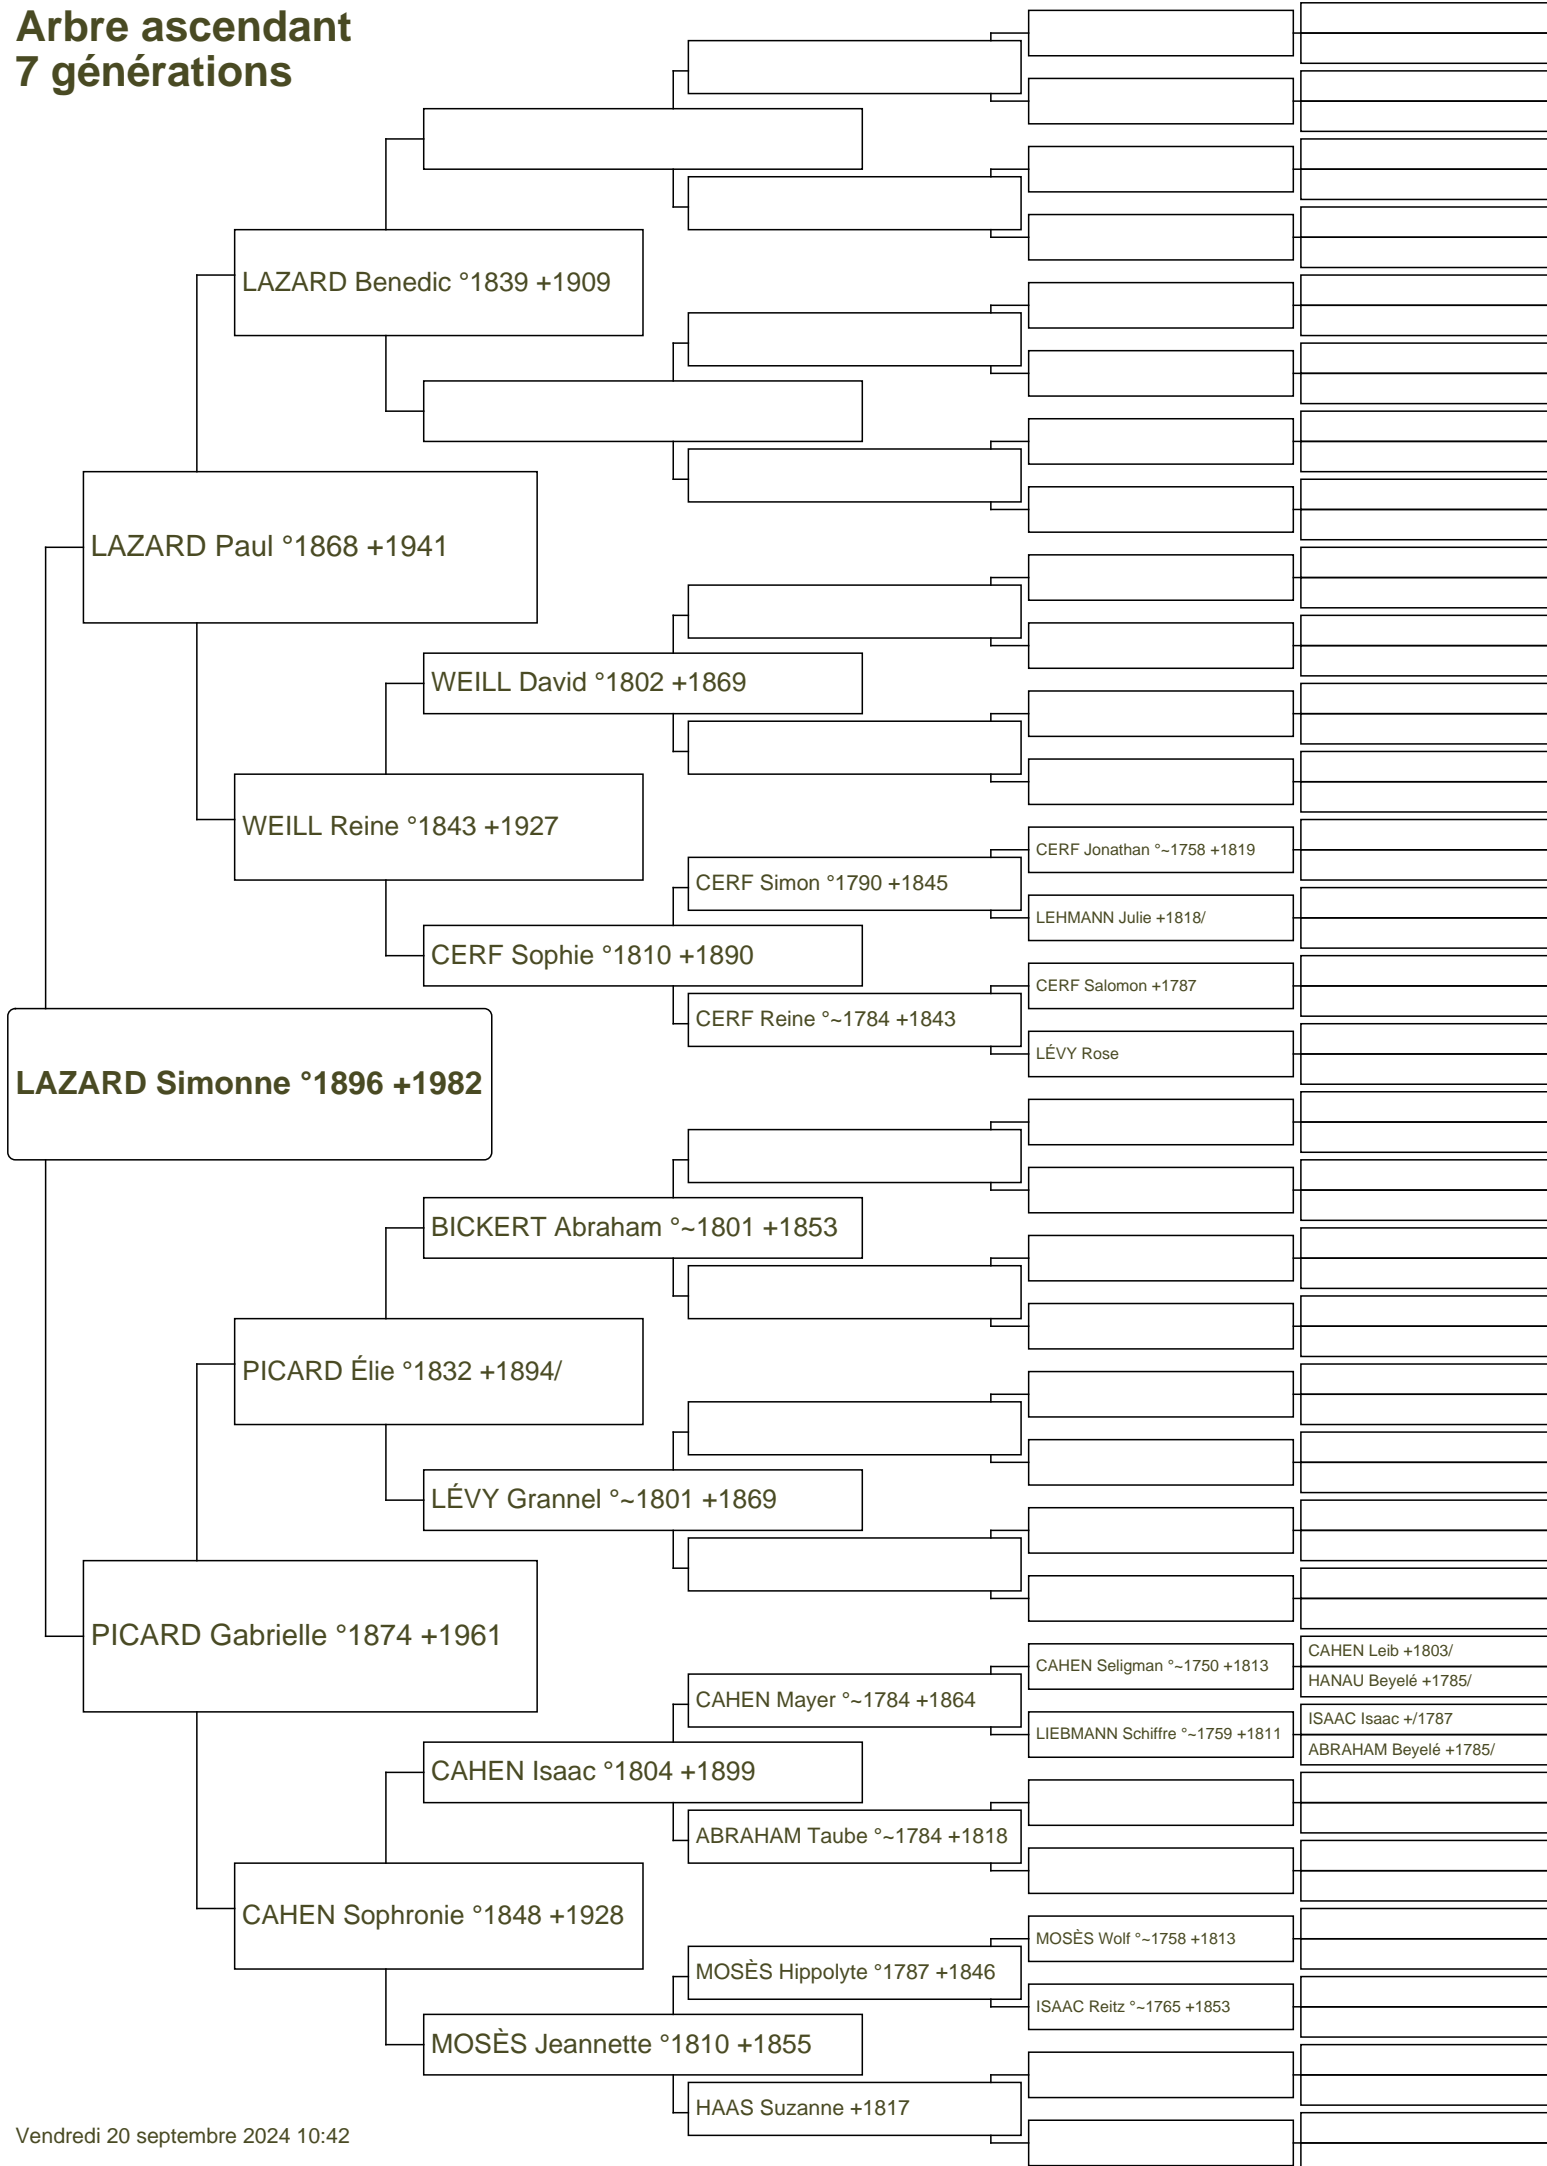 Arbre ascendant
7 générations
LAZARD Benedic °1839 +1909
LAZARD Paul °1868 +1941
WEILL David °1802 +1869
WEILL Reine °1843 +1927
CERF Jonathan °~1758 +1819
CERF Simon °1790 +1845
LEHMANN Julie +1818/
CERF Sophie °1810 +1890
CERF Salomon +1787
CERF Reine °~1784 +1843
LÉVY Rose
LAZARD Simonne °1896 +1982
BICKERT Abraham °~1801 +1853
PICARD Élie °1832 +1894/
LÉVY Grannel °~1801 +1869
PICARD Gabrielle °1874 +1961
CAHEN Leib +1803/
CAHEN Seligman °~1750 +1813
HANAU Beyelé +1785/
CAHEN Mayer °~1784 +1864
ISAAC Isaac +/1787
LIEBMANN Schiffre °~1759 +1811
ABRAHAM Beyelé +1785/
CAHEN Isaac °1804 +1899
ABRAHAM Taube °~1784 +1818
CAHEN Sophronie °1848 +1928
MOSÈS Wolf °~1758 +1813
MOSÈS Hippolyte °1787 +1846
ISAAC Reitz °~1765 +1853
MOSÈS Jeannette °1810 +1855
HAAS Suzanne +1817
Vendredi 20 septembre 2024 10:42